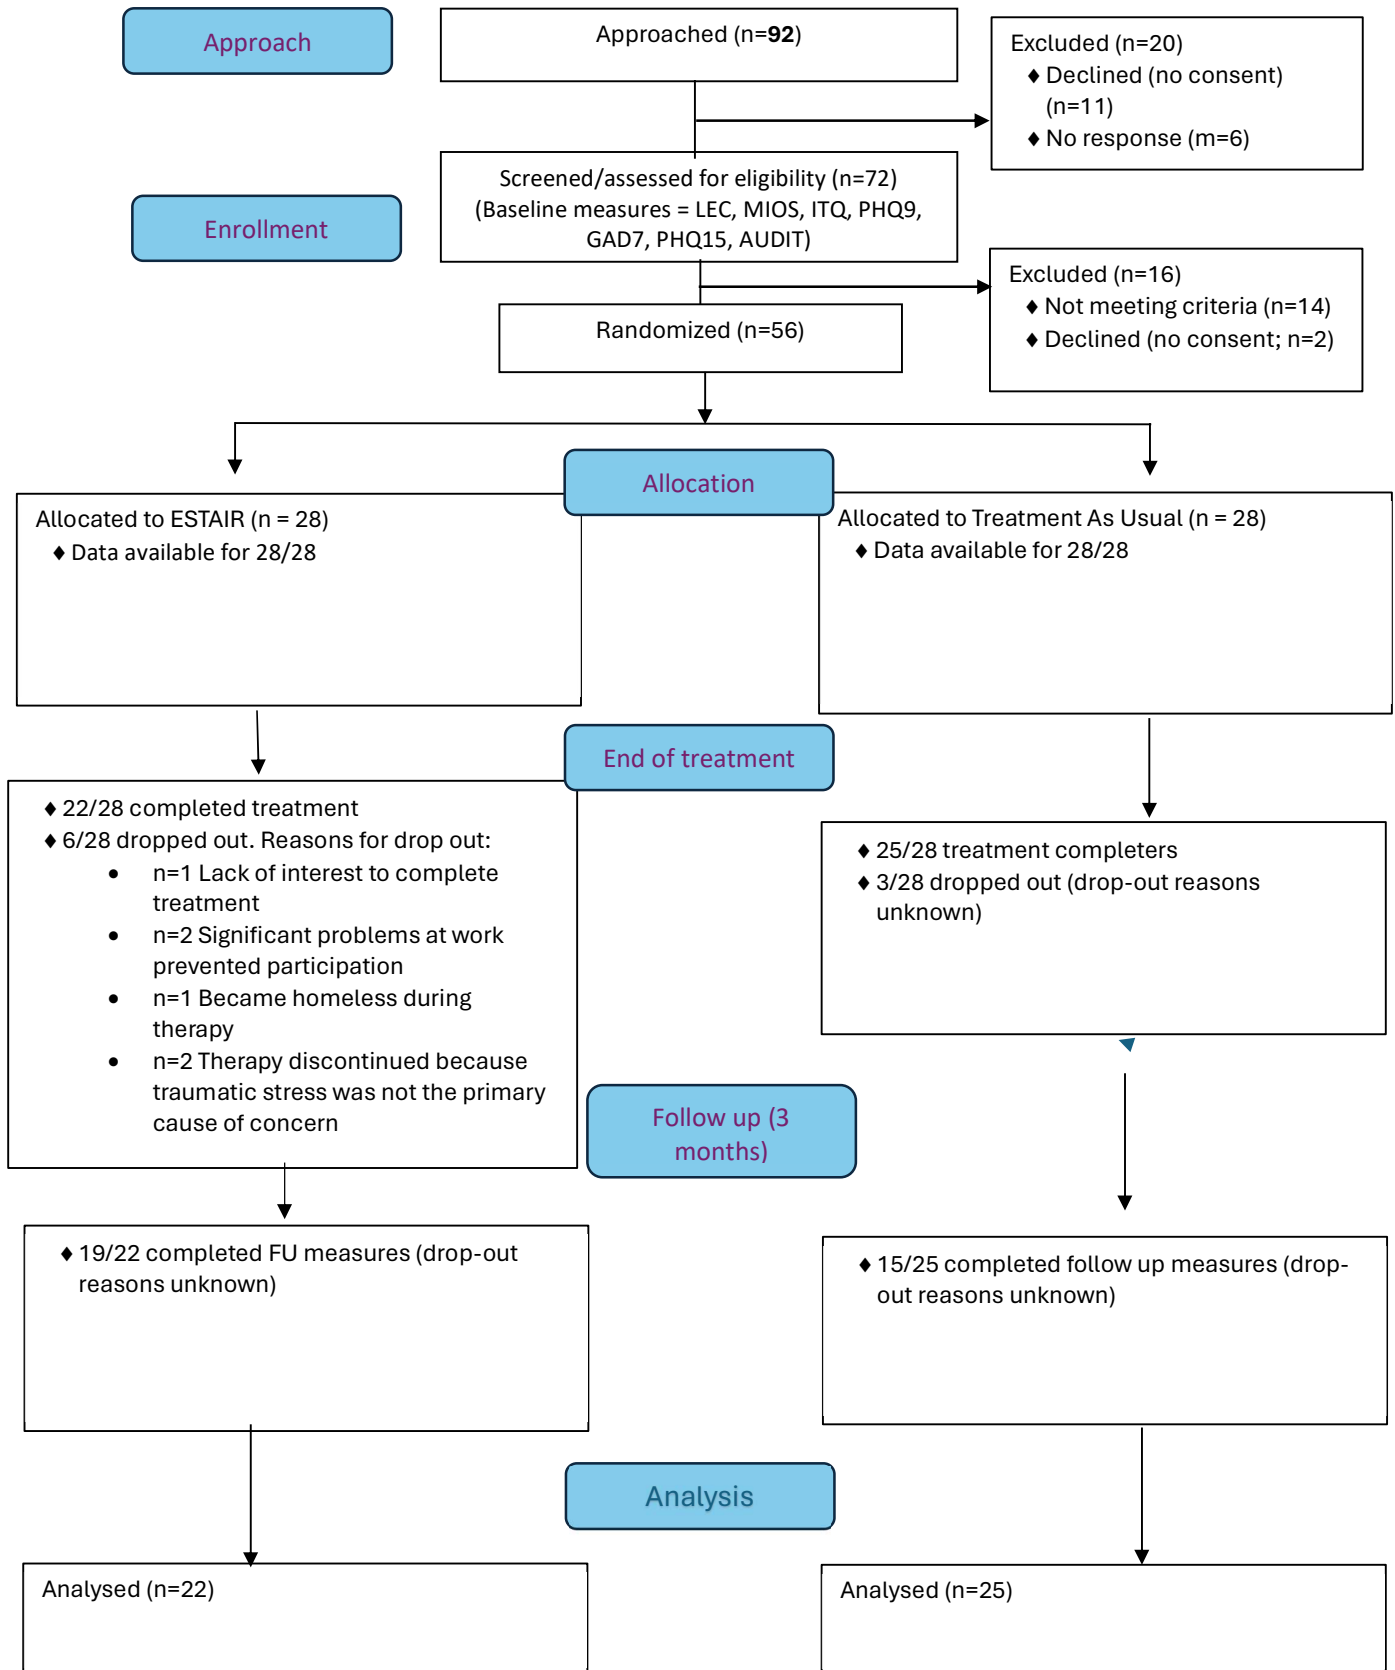 Approach
Approached (n=92)
Excluded (n=20)
♦ Declined (no consent)
(n=11)
♦ No response (m=6)
Enrollment
Screened/assessed for eligibility (n=72)
(Baseline measures = LEC, MIOS, ITQ, PHQ9,
GAD7, PHQ15, AUDIT)
Excluded (n=16)
♦ Not meeting criteria (n=14)
♦ Declined (no consent; n=2)
Randomized (n=56)
Allocation
Allocated to ESTAIR (n = 28)
♦ Data available for 28/28
Allocated to Treatment As Usual (n = 28)
♦ Data available for 28/28
End of treatment
♦ 22/28 completed treatment
♦ 6/28 dropped out. Reasons for drop out:
• n=1 Lack of interest to complete
treatment
• n=2 Significant problems at work
prevented participation
• n=1 Became homeless during
therapy
• n=2 Therapy discontinued because
traumatic stress was not the primary
cause of concern
♦ 25/28 treatment completers
♦ 3/28 dropped out (drop-out reasons
unknown)
Follow up (3
months)
♦ 19/22 completed FU measures (drop-out
reasons unknown)
♦ 15/25 completed follow up measures (drop-
out reasons unknown)
Analysis
Analysed (n=22)
Analysed (n=25)